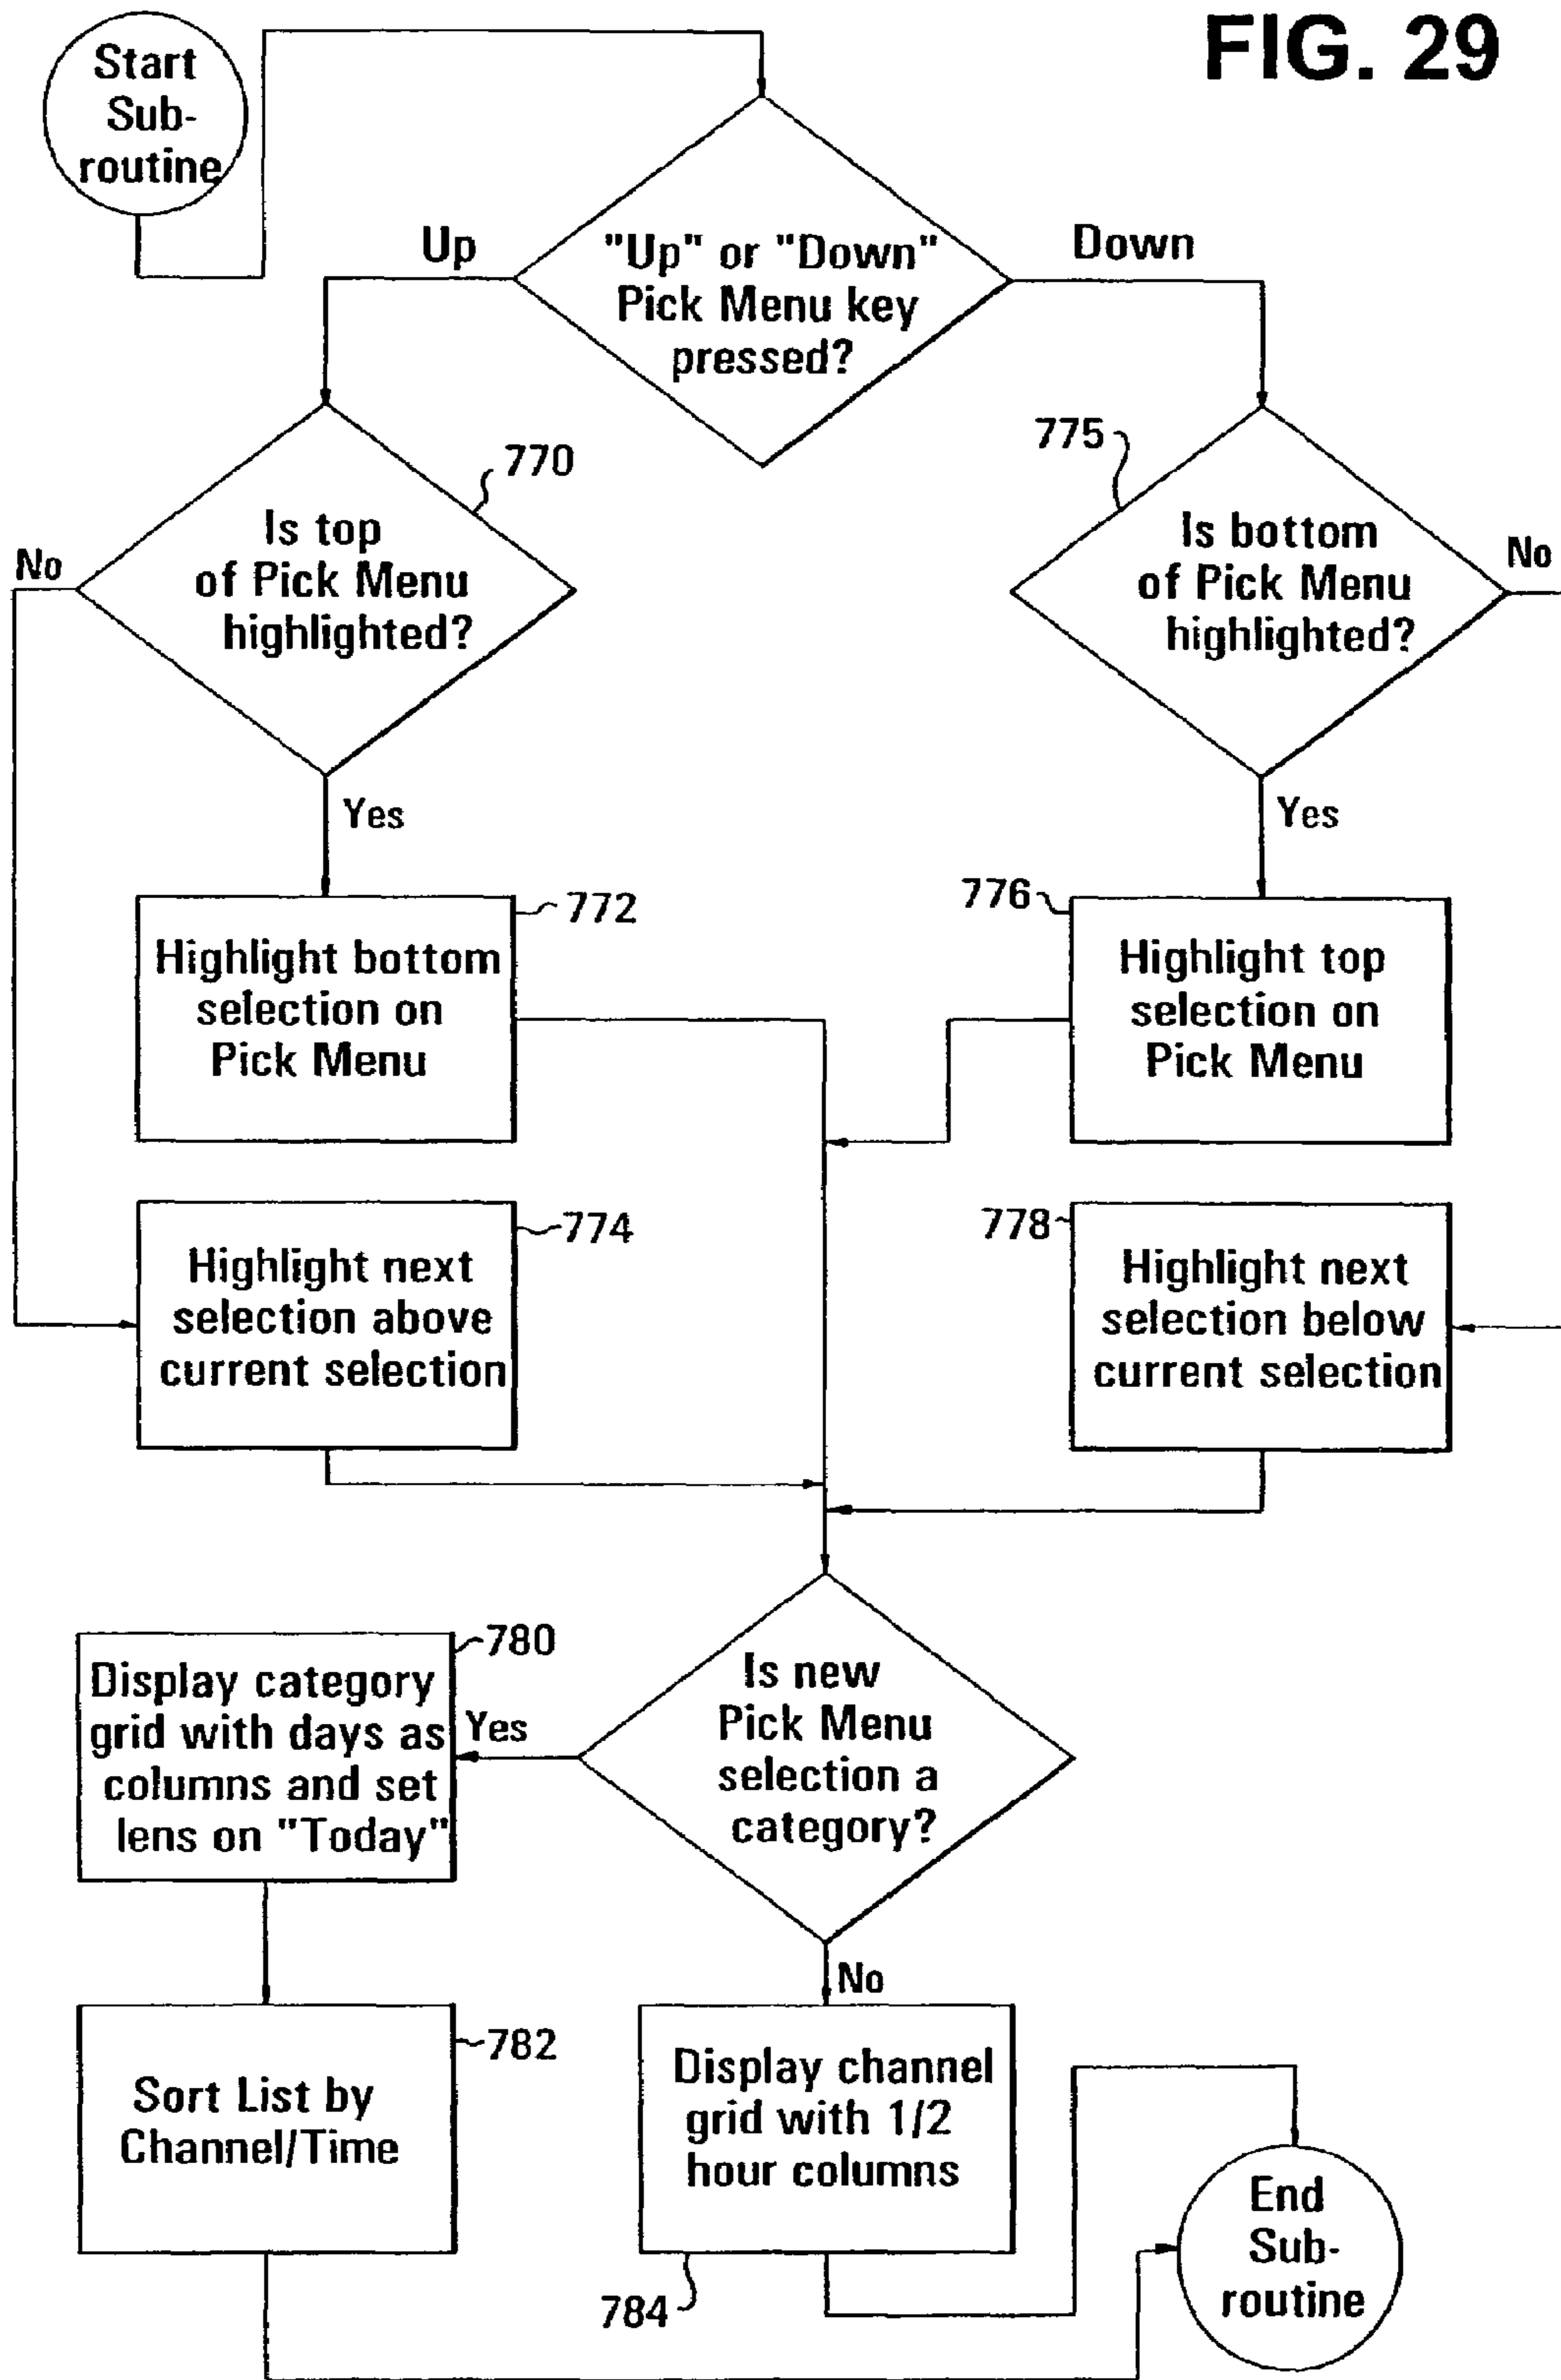 FIG. 29
Start
Sub-
routine
Up
"Up" or "Down"
Pick Menu key
pressed?
Down
770
775
No
Is top
of Pick Menu
highlighted?
Is bottom
of Pick Menu
highlighted?
No
Yes
Yes
772
776
Highlight bottom
selection on
Pick Menu
Highlight top
selection on
Pick Menu
774
778
Highlight next
selection above
current selection
Highlight next
selection below
current selection
780
Display category
grid with days as
columns and set
lens on "Today"
Yes
Is new
Pick Menu
selection a
category?
No
782
Sort List by
Channel/Time
Display channel
grid with 1/2
hour columns
784
End
Sub-
routine